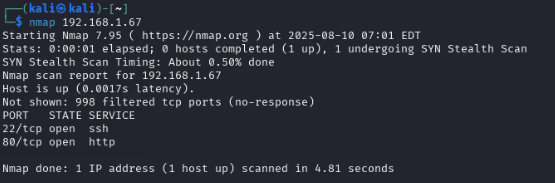 ┌──(kali㉿kali)-[~]
└─$ nmap 192.168.1.67
Starting Nmap 7.95 ( https://nmap.org ) at 2025-08-10 07:01 EDT
Stats: 0:00:01 elapsed; 0 hosts completed (1 up), 1 undergoing SYN Stealth Scan
SYN Stealth Scan Timing: About 0.50% done
Nmap scan report for 192.168.1.67
Host is up (0.0017s latency).
Not shown: 998 filtered tcp ports (no-response)
PORT   STATE SERVICE
22/tcp open  ssh
80/tcp open  http
Nmap done: 1 IP address (1 host up) scanned in 4.81 seconds